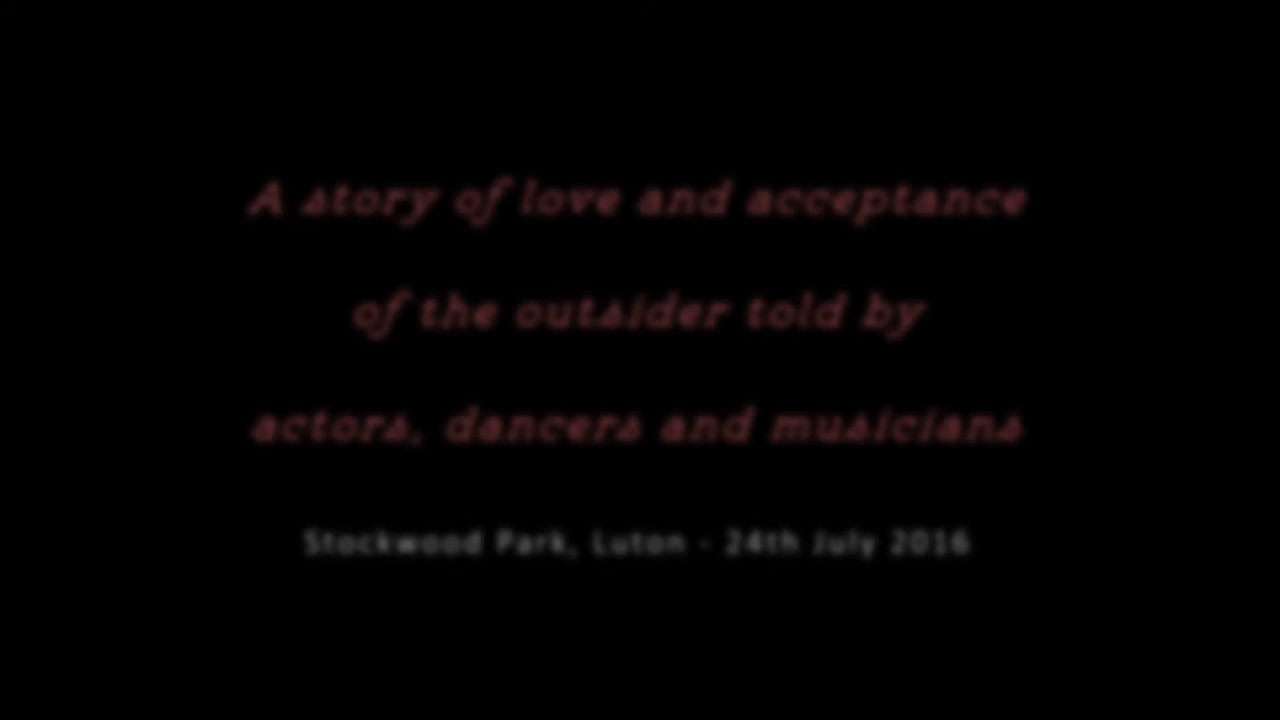 A story of love and acceptance
of the outsider told by
actors, dancers and musicians
Stockwood Park, Luton - 24th July 2016